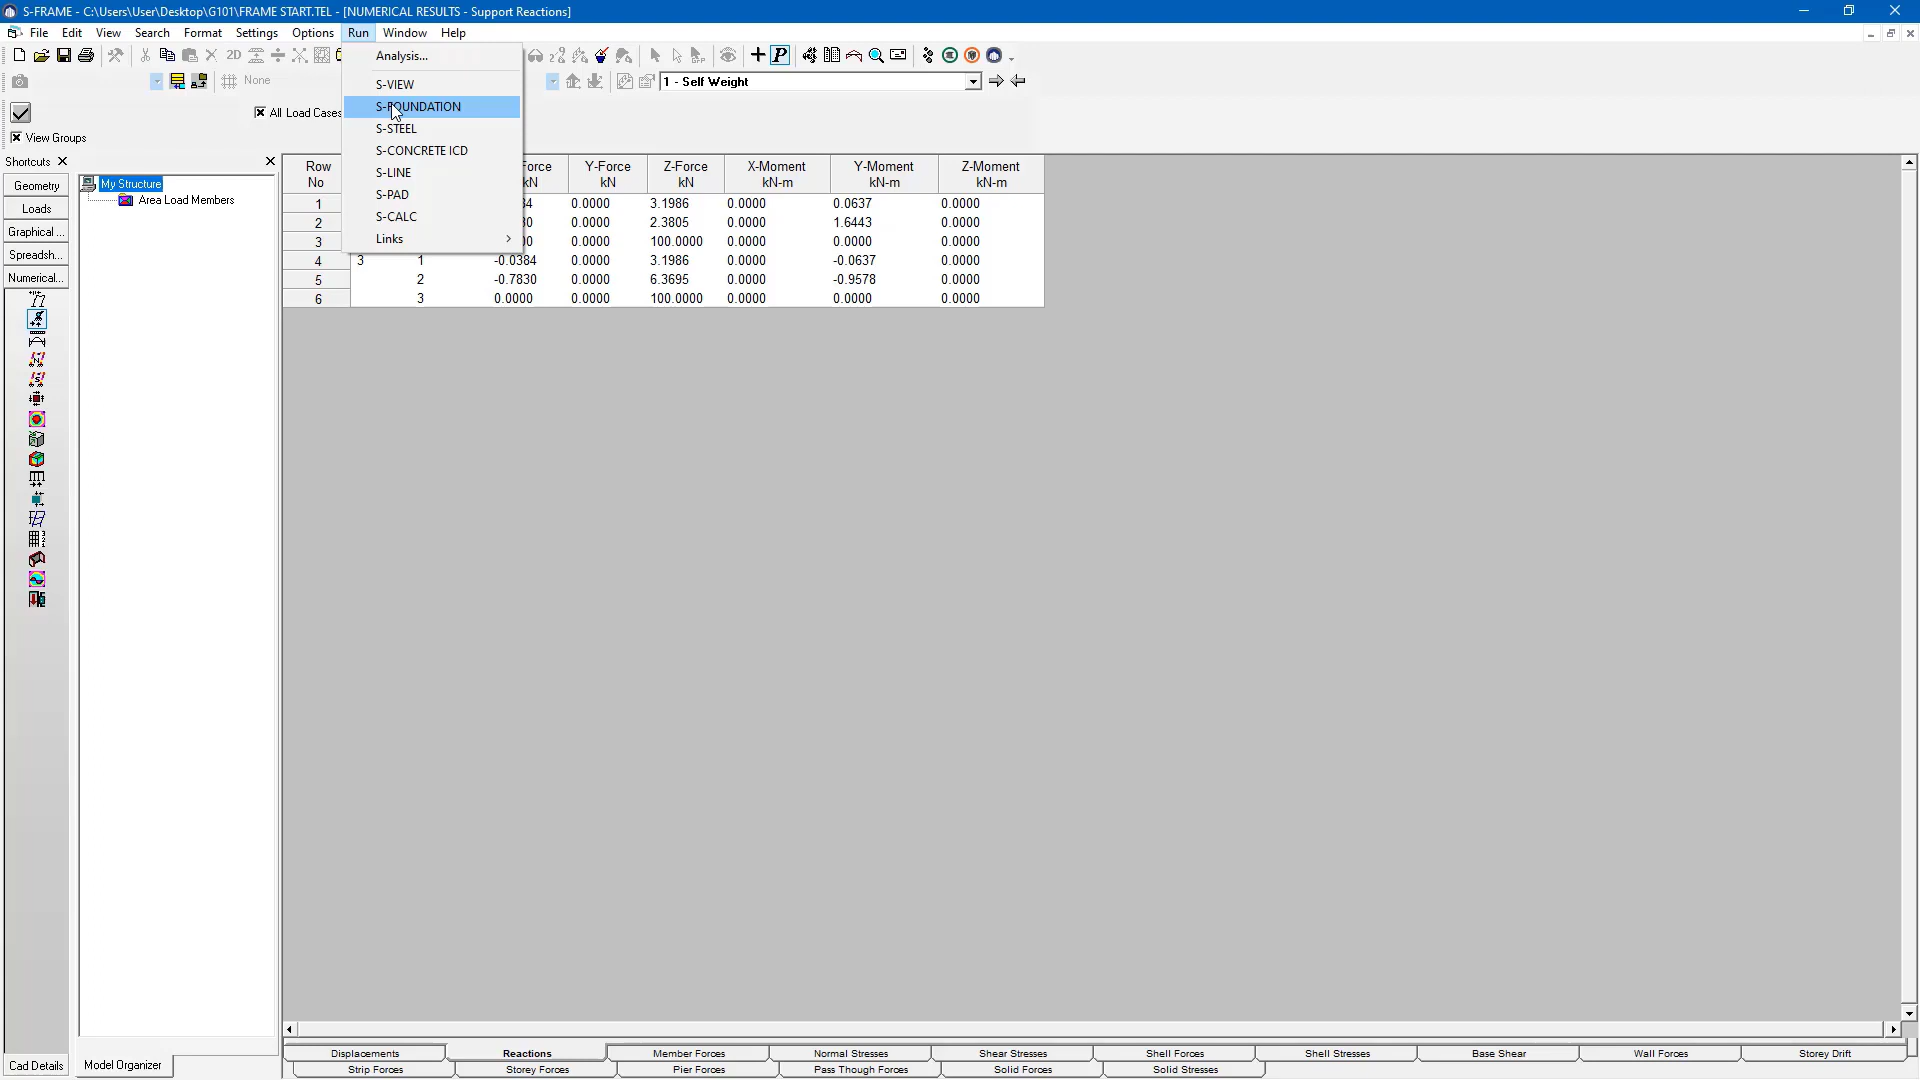 S-FRAME - C:\Users\User\Desktop\G101\FRAME START.TEL - [NUMERICAL RESULTS - Support Reactions]
File Edit View Search Format Settings Options Run Window Help
Analysis...
S-VIEW
S-FOUNDATION
S-STEEL
S-CONCRETE ICD
S-LINE
S-PAD
S-CALC
Links
2D
None
1 - Self Weight
All Load Cases
View Groups
Shortcuts
Geometry
Loads
Graphical ...
Spreadsh...
Numerical...
Cad Details
My Structure
Area Load Members
Model Organizer
Row No Force kN Y-Force kN Z-Force kN X-Moment kN-m Y-Moment kN-m Z-Moment kN-m
1 0.0000 3.1986 0.0000 0.0637 0.0000
2 0.0000 2.3805 0.0000 1.6443 0.0000
3 0.0000 100.0000 0.0000 0.0000 0.0000
4 3 1 -0.0384 0.0000 3.1986 0.0000 -0.0637 0.0000
5 2 -0.7830 0.0000 6.3695 0.0000 -0.9578 0.0000
6 3 0.0000 0.0000 100.0000 0.0000 0.0000 0.0000
Displacements Reactions Member Forces Normal Stresses Shear Stresses Shell Forces Shell Stresses Base Shear Wall Forces Storey Drift
Strip Forces Storey Forces Pier Forces Pass Though Forces Solid Forces Solid Stresses